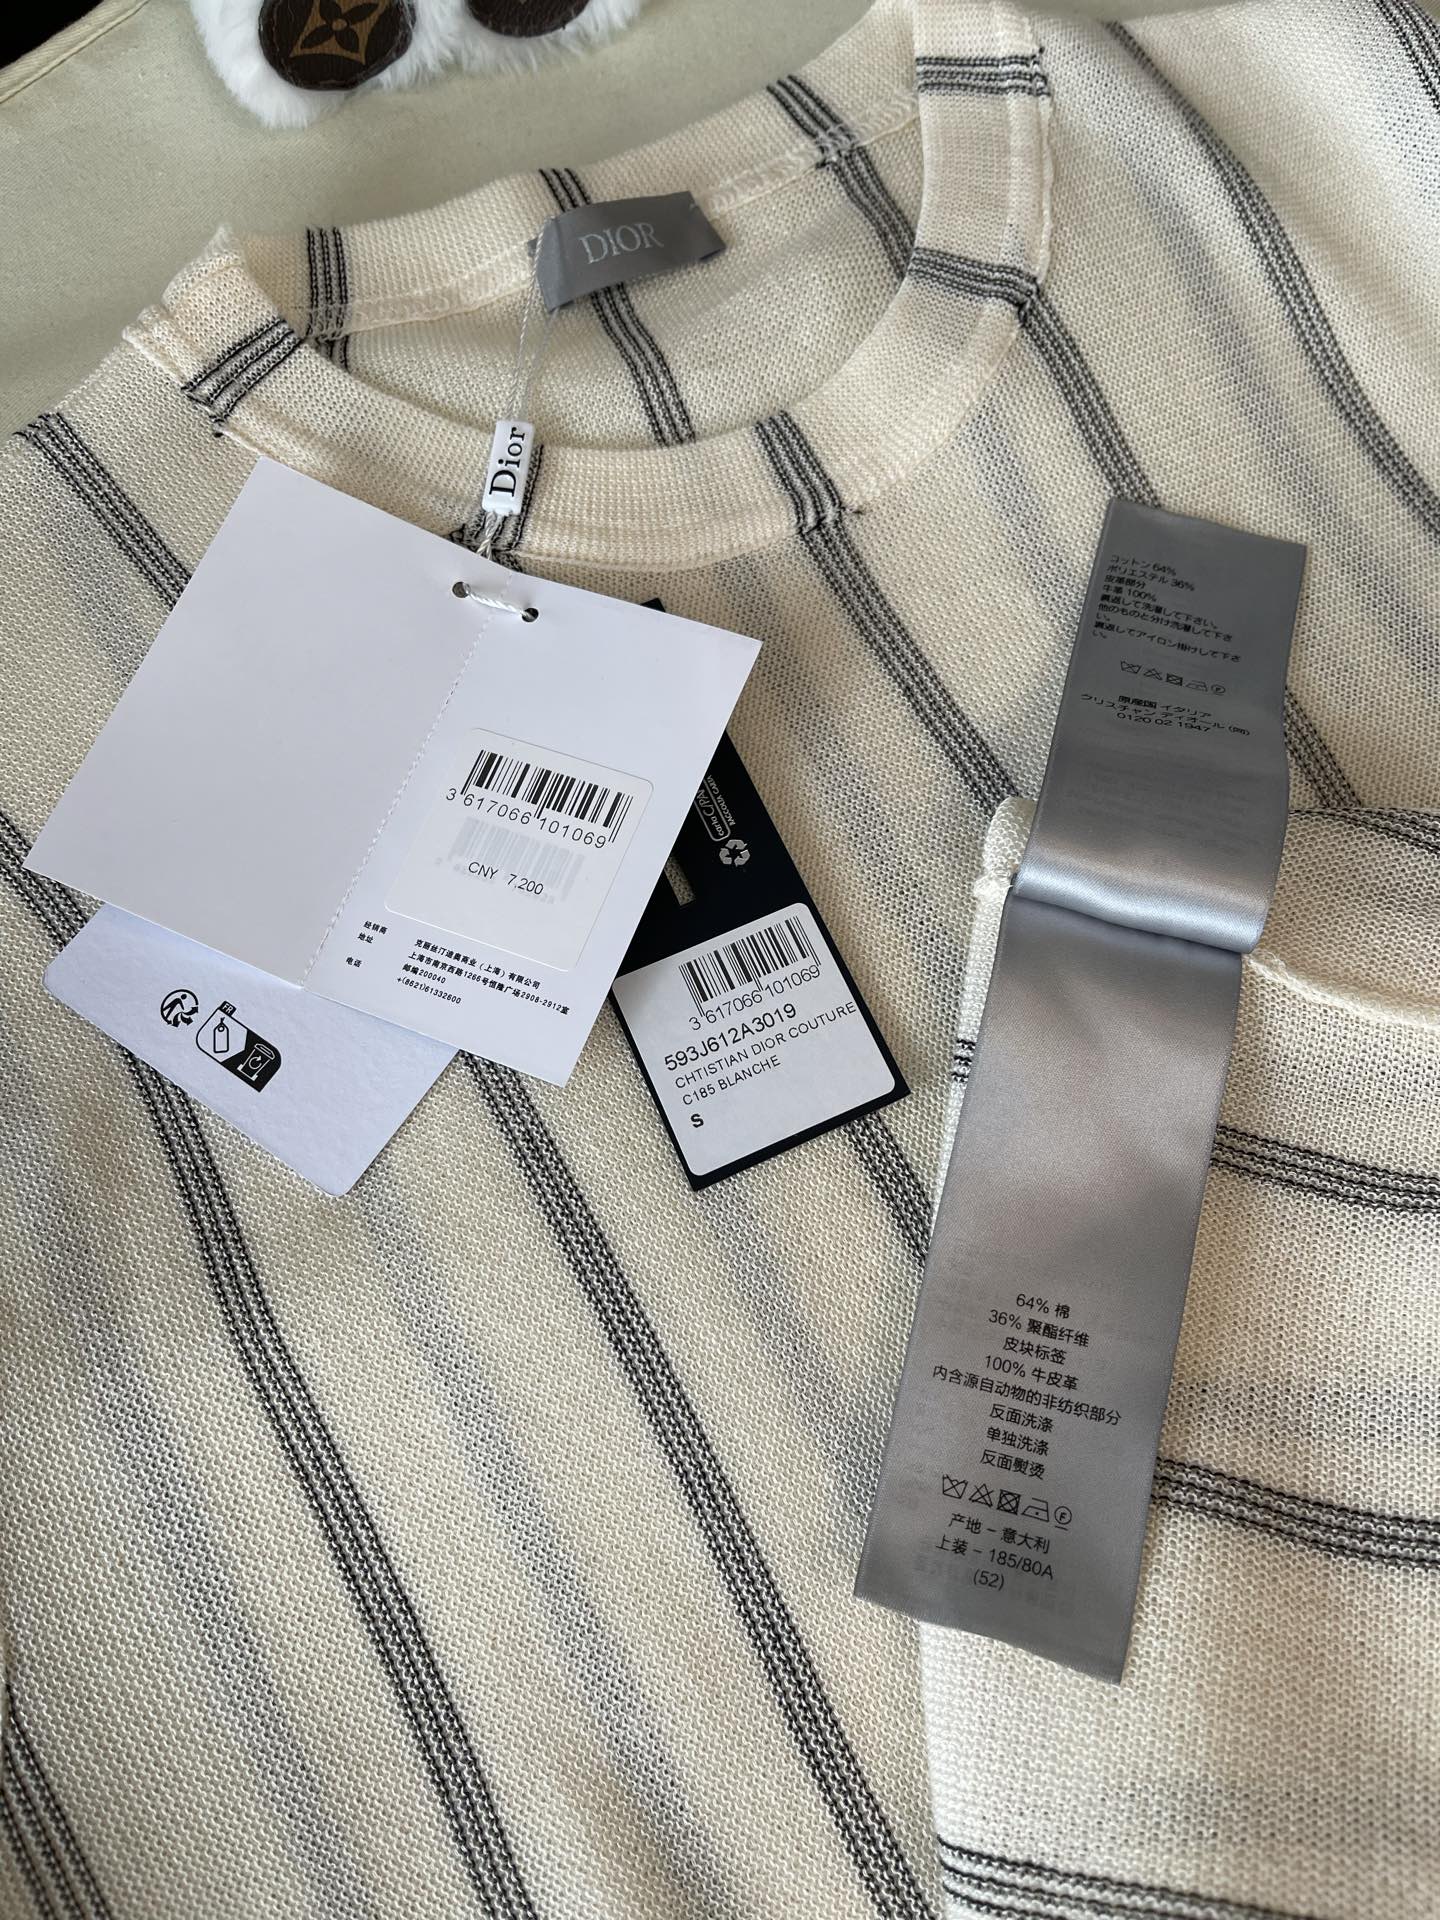 DIOR
Dior
3 617066 101069
CNY 7,200
经销商
地址
电话
克丽丝汀迪奥商业（上海）有限公司
上海市南京西路1266号恒隆广场2908-2912室
邮编200040
+(8621)61332600
FR
carta C/PAP
RACCOLTA CARTA
3 617066 101069
593J612A3019
CHTISTIAN DIOR COUTURE
C185 BLANCHE
S
コットン 64%
ポリエステル 36%
皮革部分
牛革 100%
裏返して洗濯して下さい。
他のものと分け洗濯して下さ
い。
裏返してアイロン掛けして下さ
い。
原産国 イタリア
クリスチャン ディオール (同)
0120 02 1947
64% 棉
36% 聚酯纤维
皮块标签
100% 牛皮革
内含源自动物的非纺织部分
反面洗涤
单独洗涤
反面熨烫
F
产地 – 意大利
上装 – 185/80A
(52)